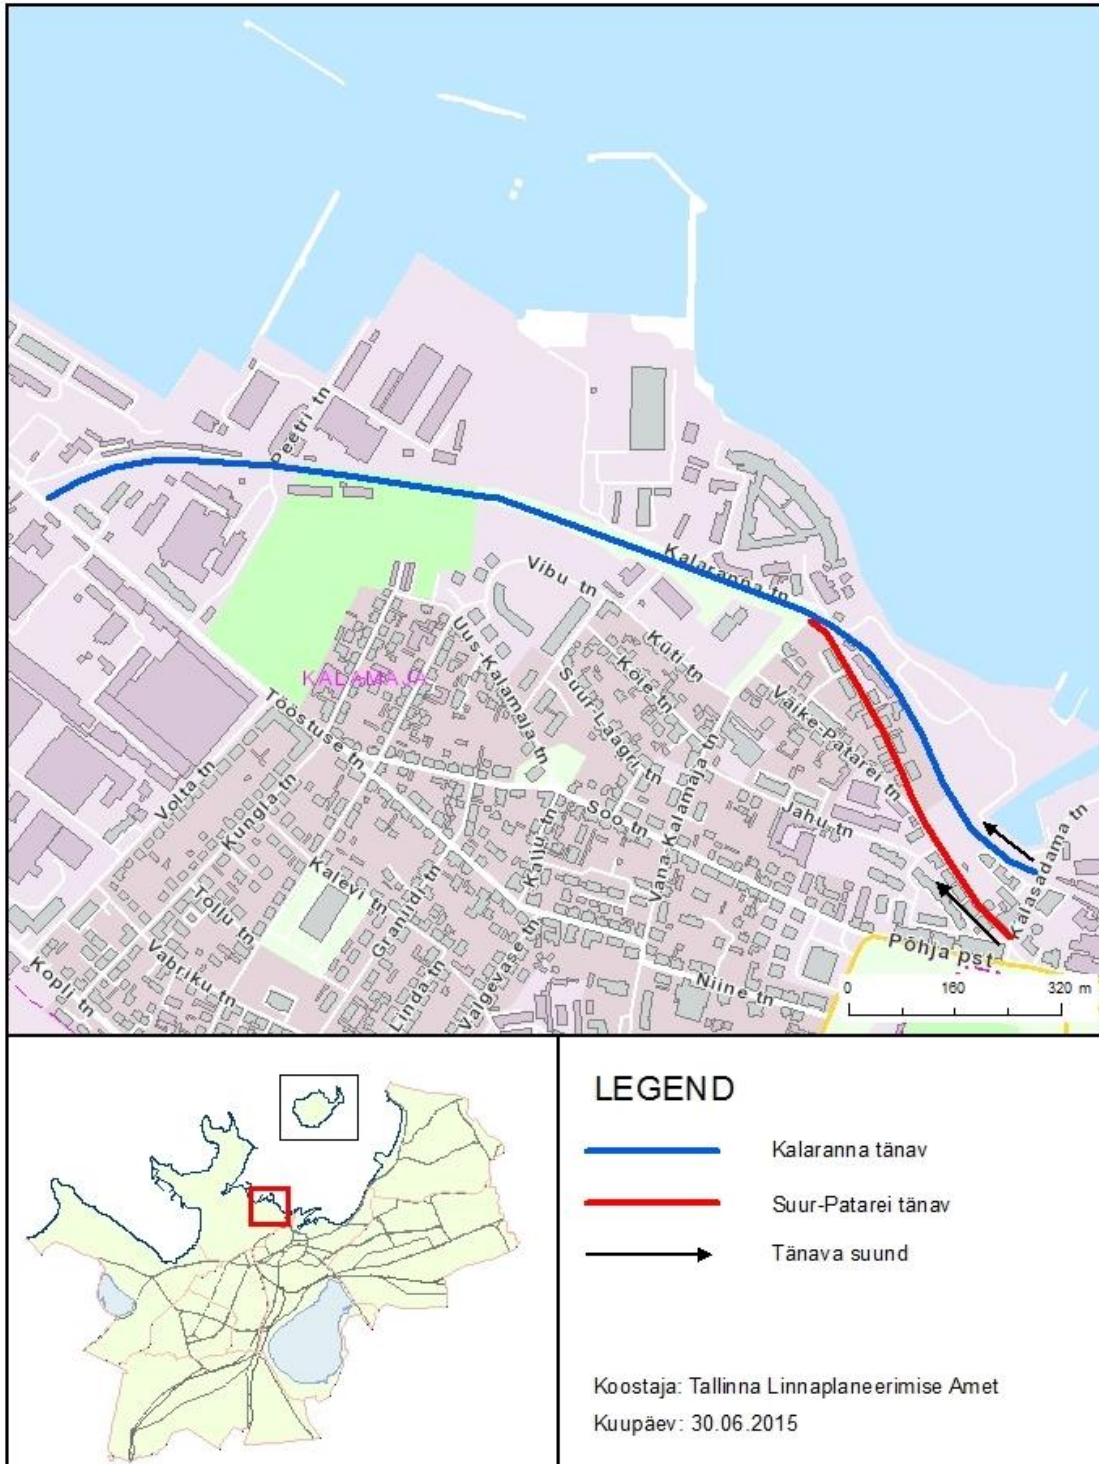 Peetri tn
Kalaranna tn
Vibu tn
Küti tn
Köie tn
Uus-Kalamaja tn
Suur-Laagri tn
KALAMAJA
Väike-Patarei tn
Tööstuse tn
Volta tn
Kungla tn
Soo tn
Vana-Kalamaja tn
Jahu tn
Kalju tn
Kalasadama tn
Kalevi tn
Graniidi tn
Toilu tn
Vabriku tn
Kopli tn
Linda tn
Valgevase tn
Niine tn
Põhja pst
0 160 320 m
LEGEND
Kalaranna tänav
Suur-Patarei tänav
Tänava suund
Koostaja: Tallinna Linnaplaneerimise Amet
Kuupäev: 30.06.2015